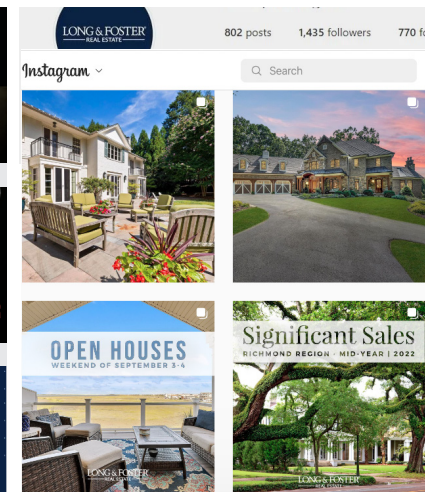 LONG & FOSTER
REAL ESTATE
802 posts 1,435 followers 770 fo
Instagram
Search
OPEN HOUSES
WEEKEND OF SEPTEMBER 3-4
LONG & FOSTER
REAL ESTATE
Significant Sales
RICHMOND REGION · MID-YEAR | 2022
LONG & FOSTER
REAL ESTATE